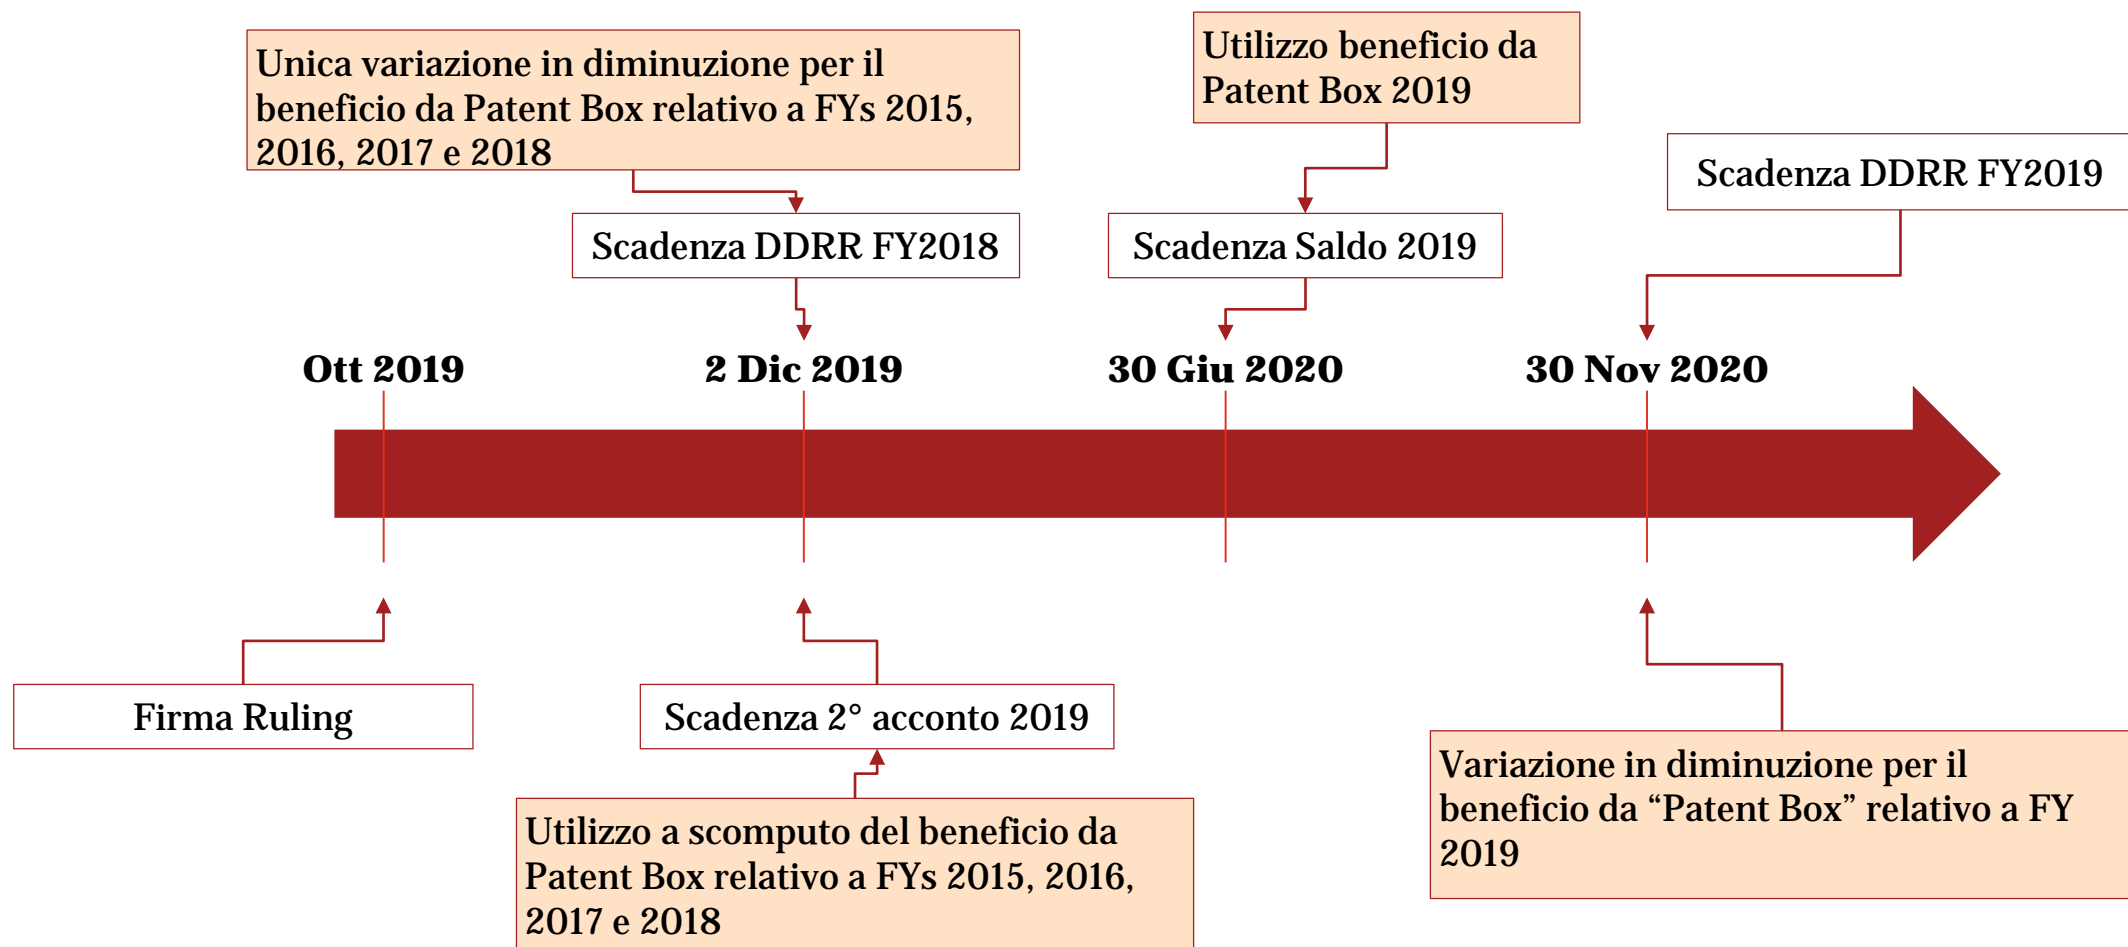 Unica variazione in diminuzione per il
beneficio da Patent Box relativo a FYs 2015,
2016, 2017 e 2018
Utilizzo beneficio da
Patent Box 2019
Scadenza DDRR FY2019
Scadenza DDRR FY2018
Scadenza Saldo 2019
Ott 2019
2 Dic 2019
30 Giu 2020
30 Nov 2020
Firma Ruling
Scadenza 2° acconto 2019
Variazione in diminuzione per il
beneficio da “Patent Box” relativo a FY
2019
Utilizzo a scomputo del beneficio da
Patent Box relativo a FYs 2015, 2016,
2017 e 2018